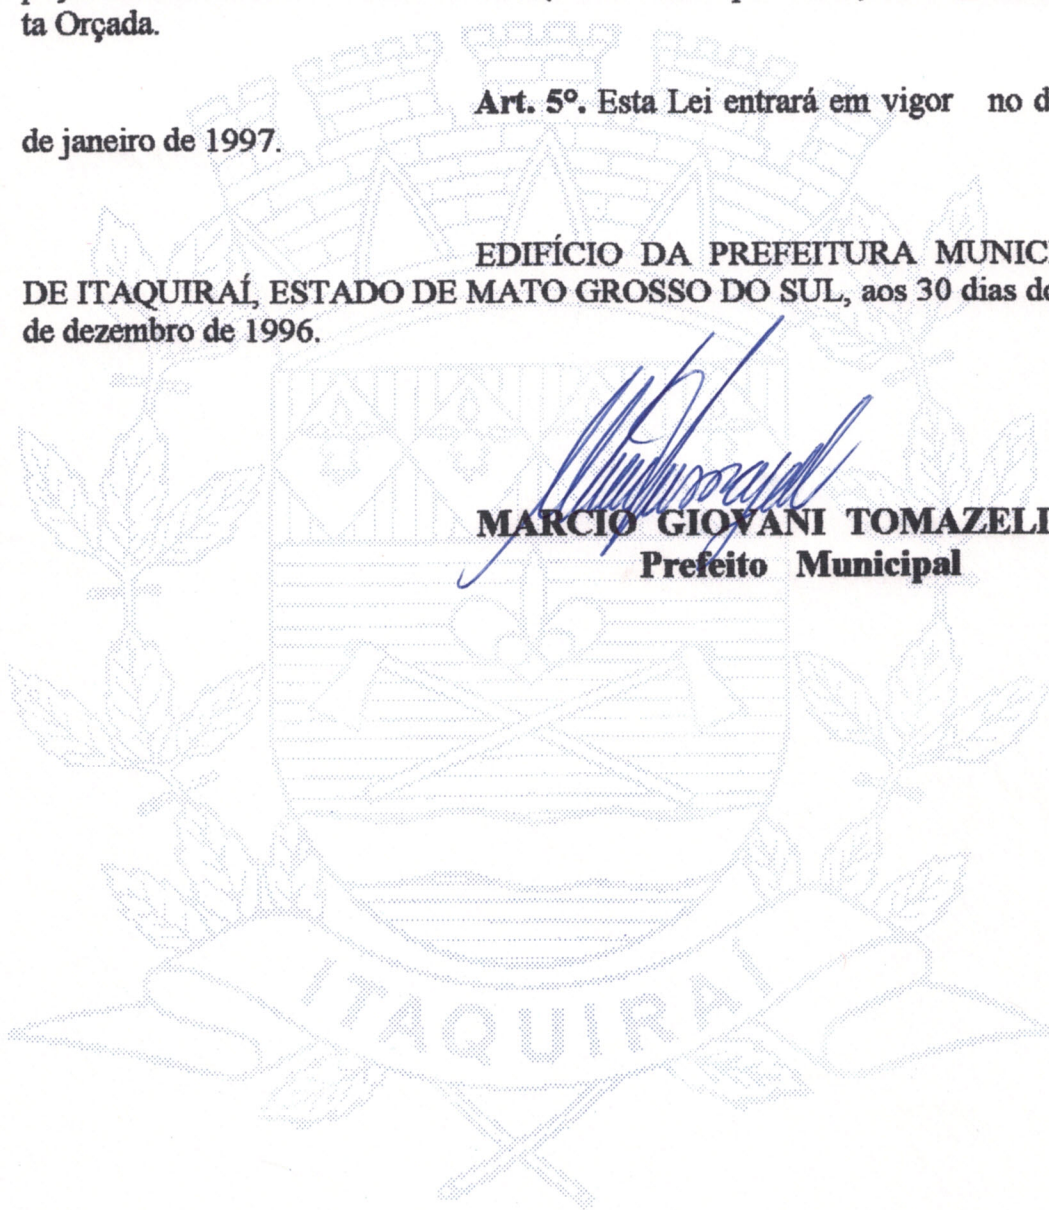 ta Orçada.
Art. 5º. Esta Lei entrará em vigor no d
de janeiro de 1997.
EDIFÍCIO DA PREFEITURA MUNIC
DE ITAQUIRAÍ, ESTADO DE MATO GROSSO DO SUL, aos 30 dias do
de dezembro de 1996.
MARCIO GIOVANI TOMAZELI
Prefeito Municipal
ITAQUIRAÍ